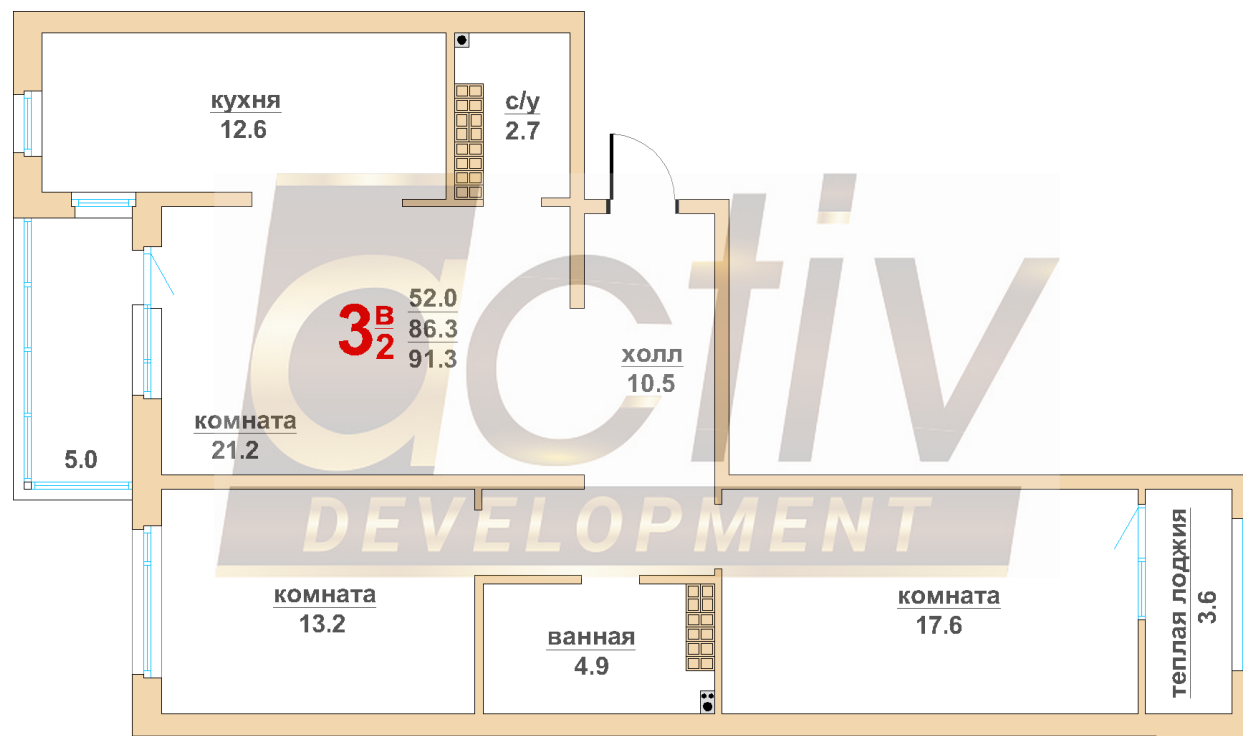 кухня
12.6
с/у
2.7
3 в 2
52.0
86.3
91.3
холл
10.5
комната
21.2
5.0
activ
DEVELOPMENT
комната
13.2
ванная
4.9
комната
17.6
теплая лоджия
3.6